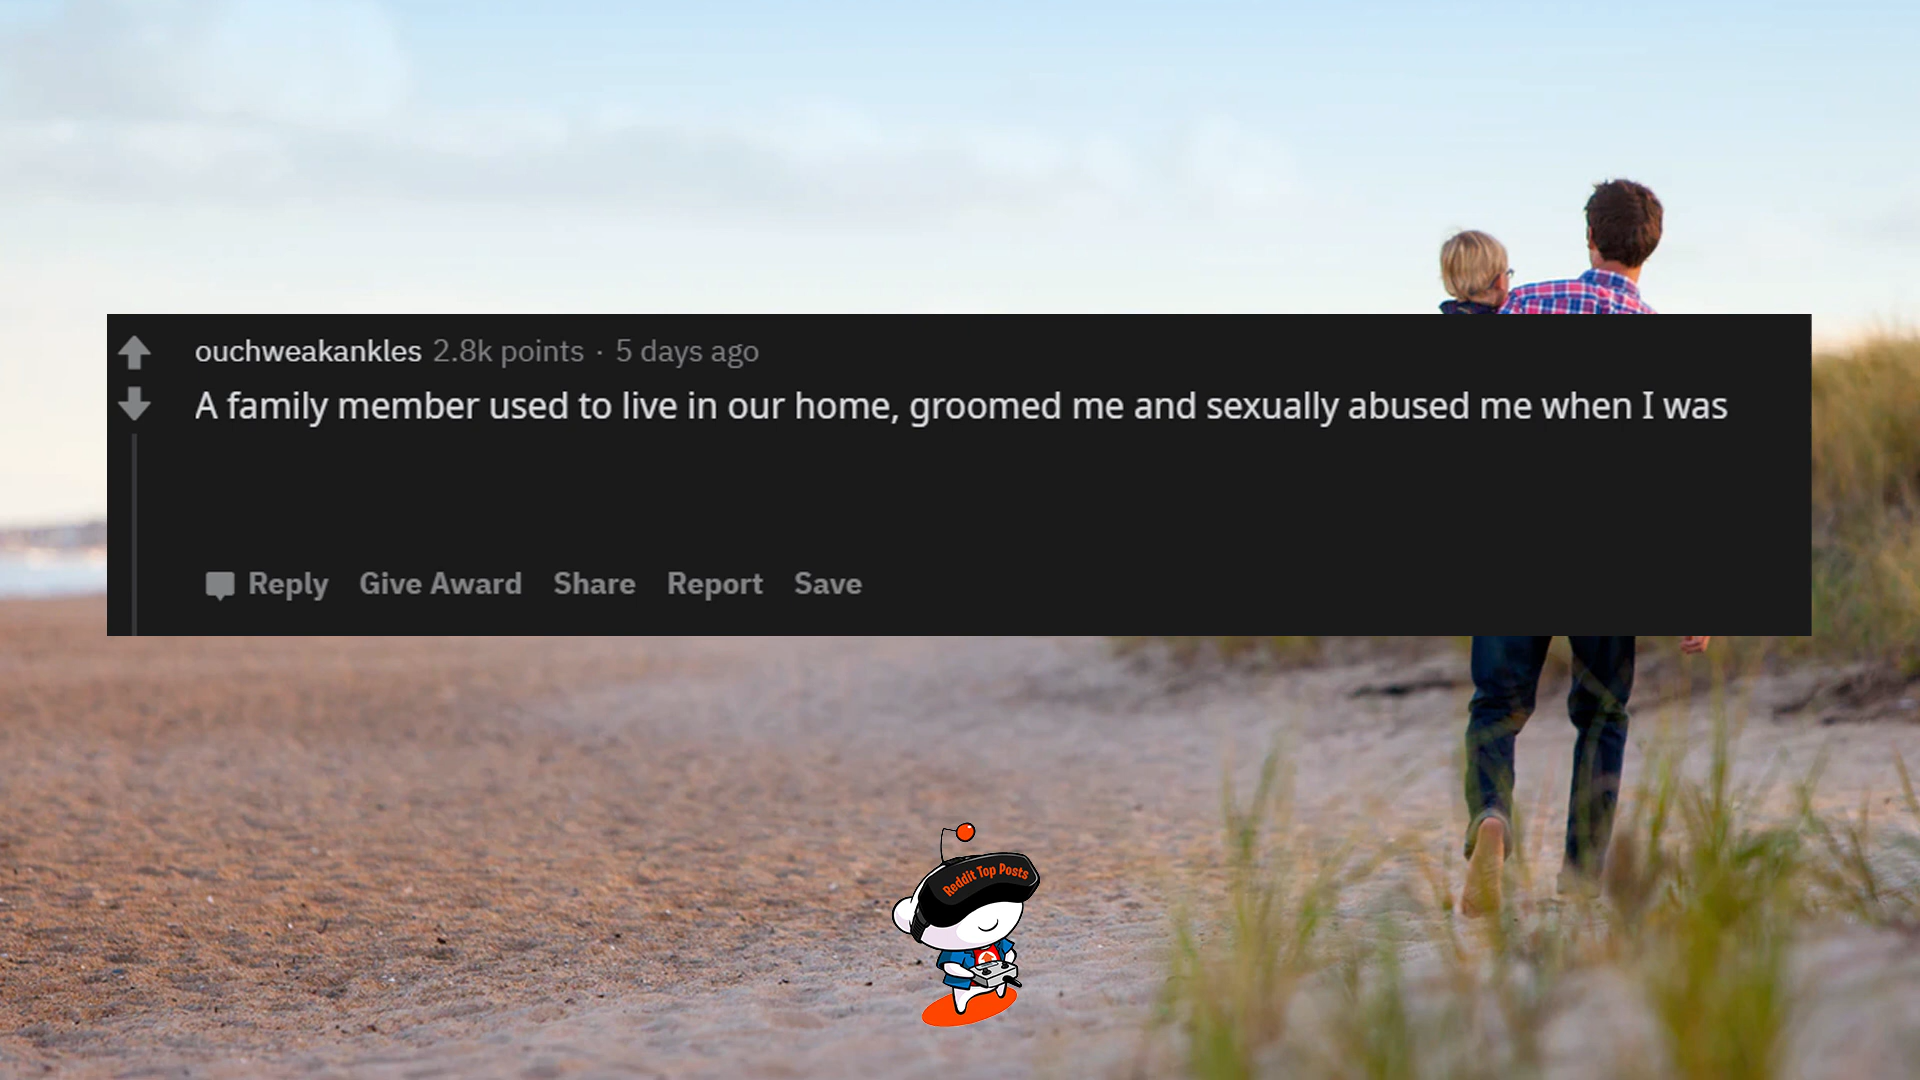 ouchweakankles 2.8k points · 5 days ago
A family member used to live in our home, groomed me and sexually abused me when I was
Reply Give Award Share Report Save
Reddit Top Posts